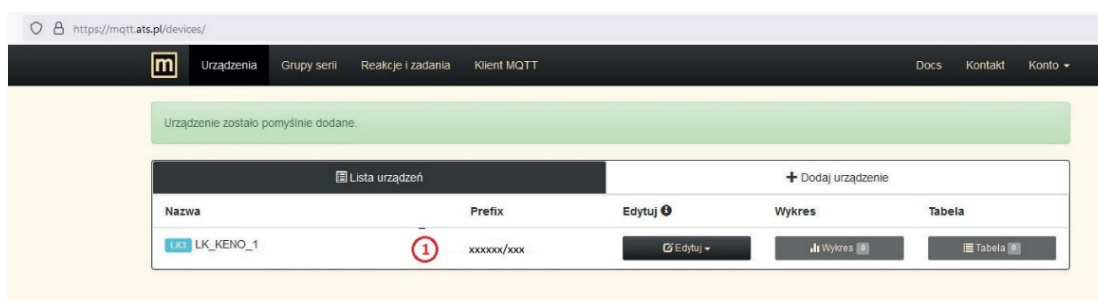 https://mqtt.ats.pl/devices/
m Urządzenia Grupy serii Reakcje i zadania Klient MQTT Docs Kontakt Konto
Urządzenie zostało pomyślnie dodane.
Lista urządzeń + Dodaj urządzenie
Nazwa Prefix Edytuj Wykres Tabela
LK3 LK_KENO_1 1 xxxxxx/xxx Edytuj Wykres 0 Tabela 0